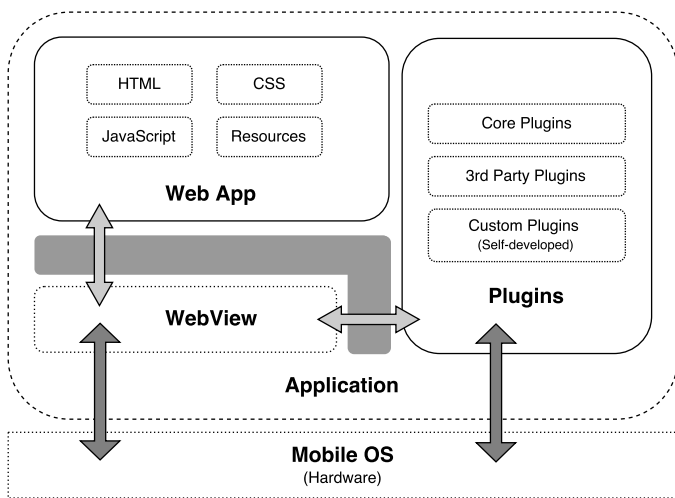 HTML
CSS
JavaScript
Resources
Web App
Core Plugins
3rd Party Plugins
Custom Plugins
(Self-developed)
Plugins
WebView
Application
Mobile OS
(Hardware)